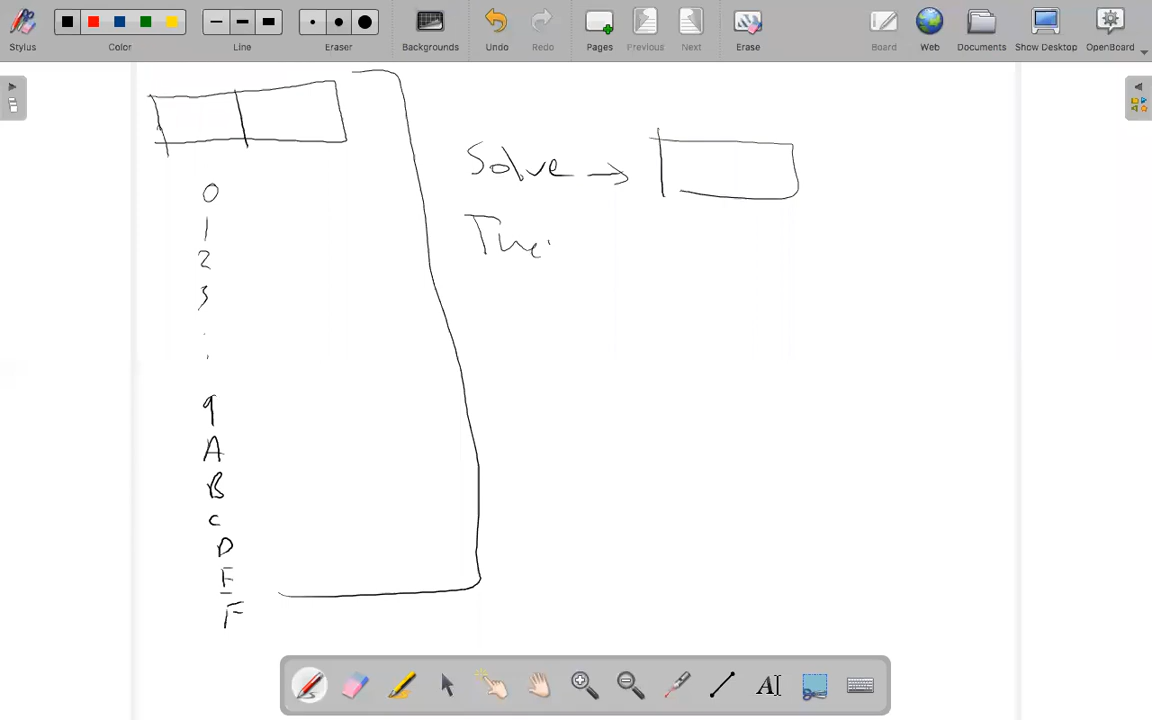 Stylus
Color
Line
Eraser
Backgrounds
Undo
Redo
Pages
Previous
Next
Erase
Board
Web
Documents
Show Desktop
OpenBoard
0
1
2
3
.
.
9
A
B
C
D
E
F
Solve →
The
AI